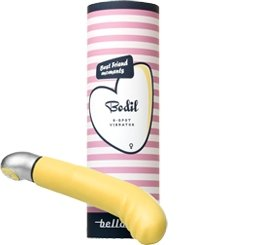 Best friend
moments
Bodil
G-SPOT
VIBRATOR